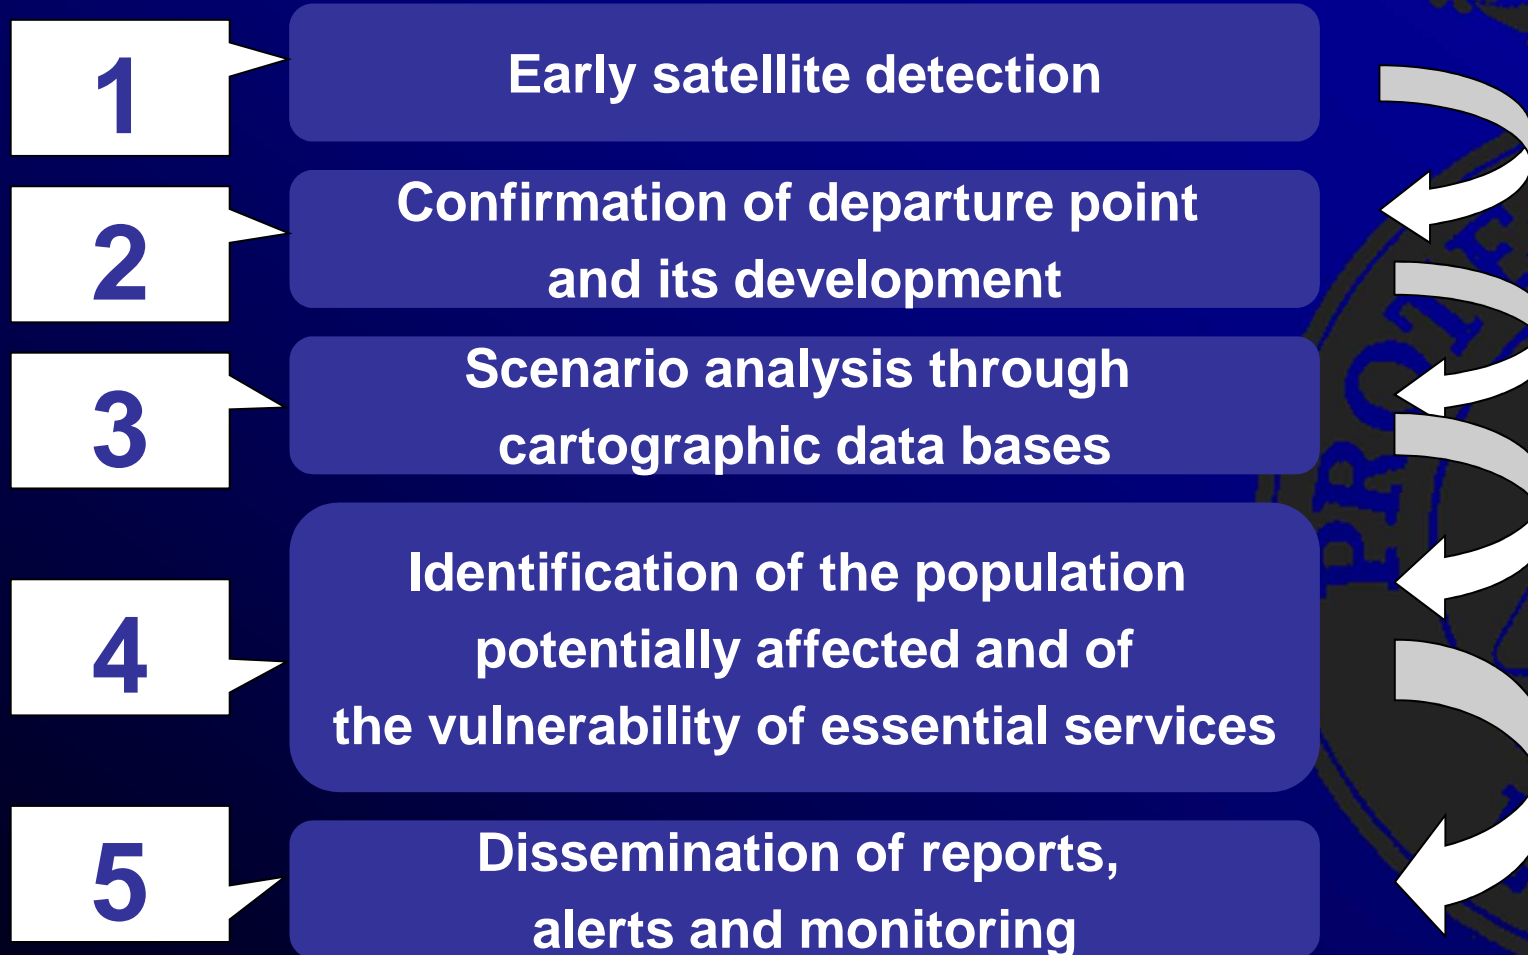 1
Early satellite detection
2
Confirmation of departure point
and its development
3
Scenario analysis through
cartographic data bases
4
Identification of the population
potentially affected and of
the vulnerability of essential services
5
Dissemination of reports,
alerts and monitoring